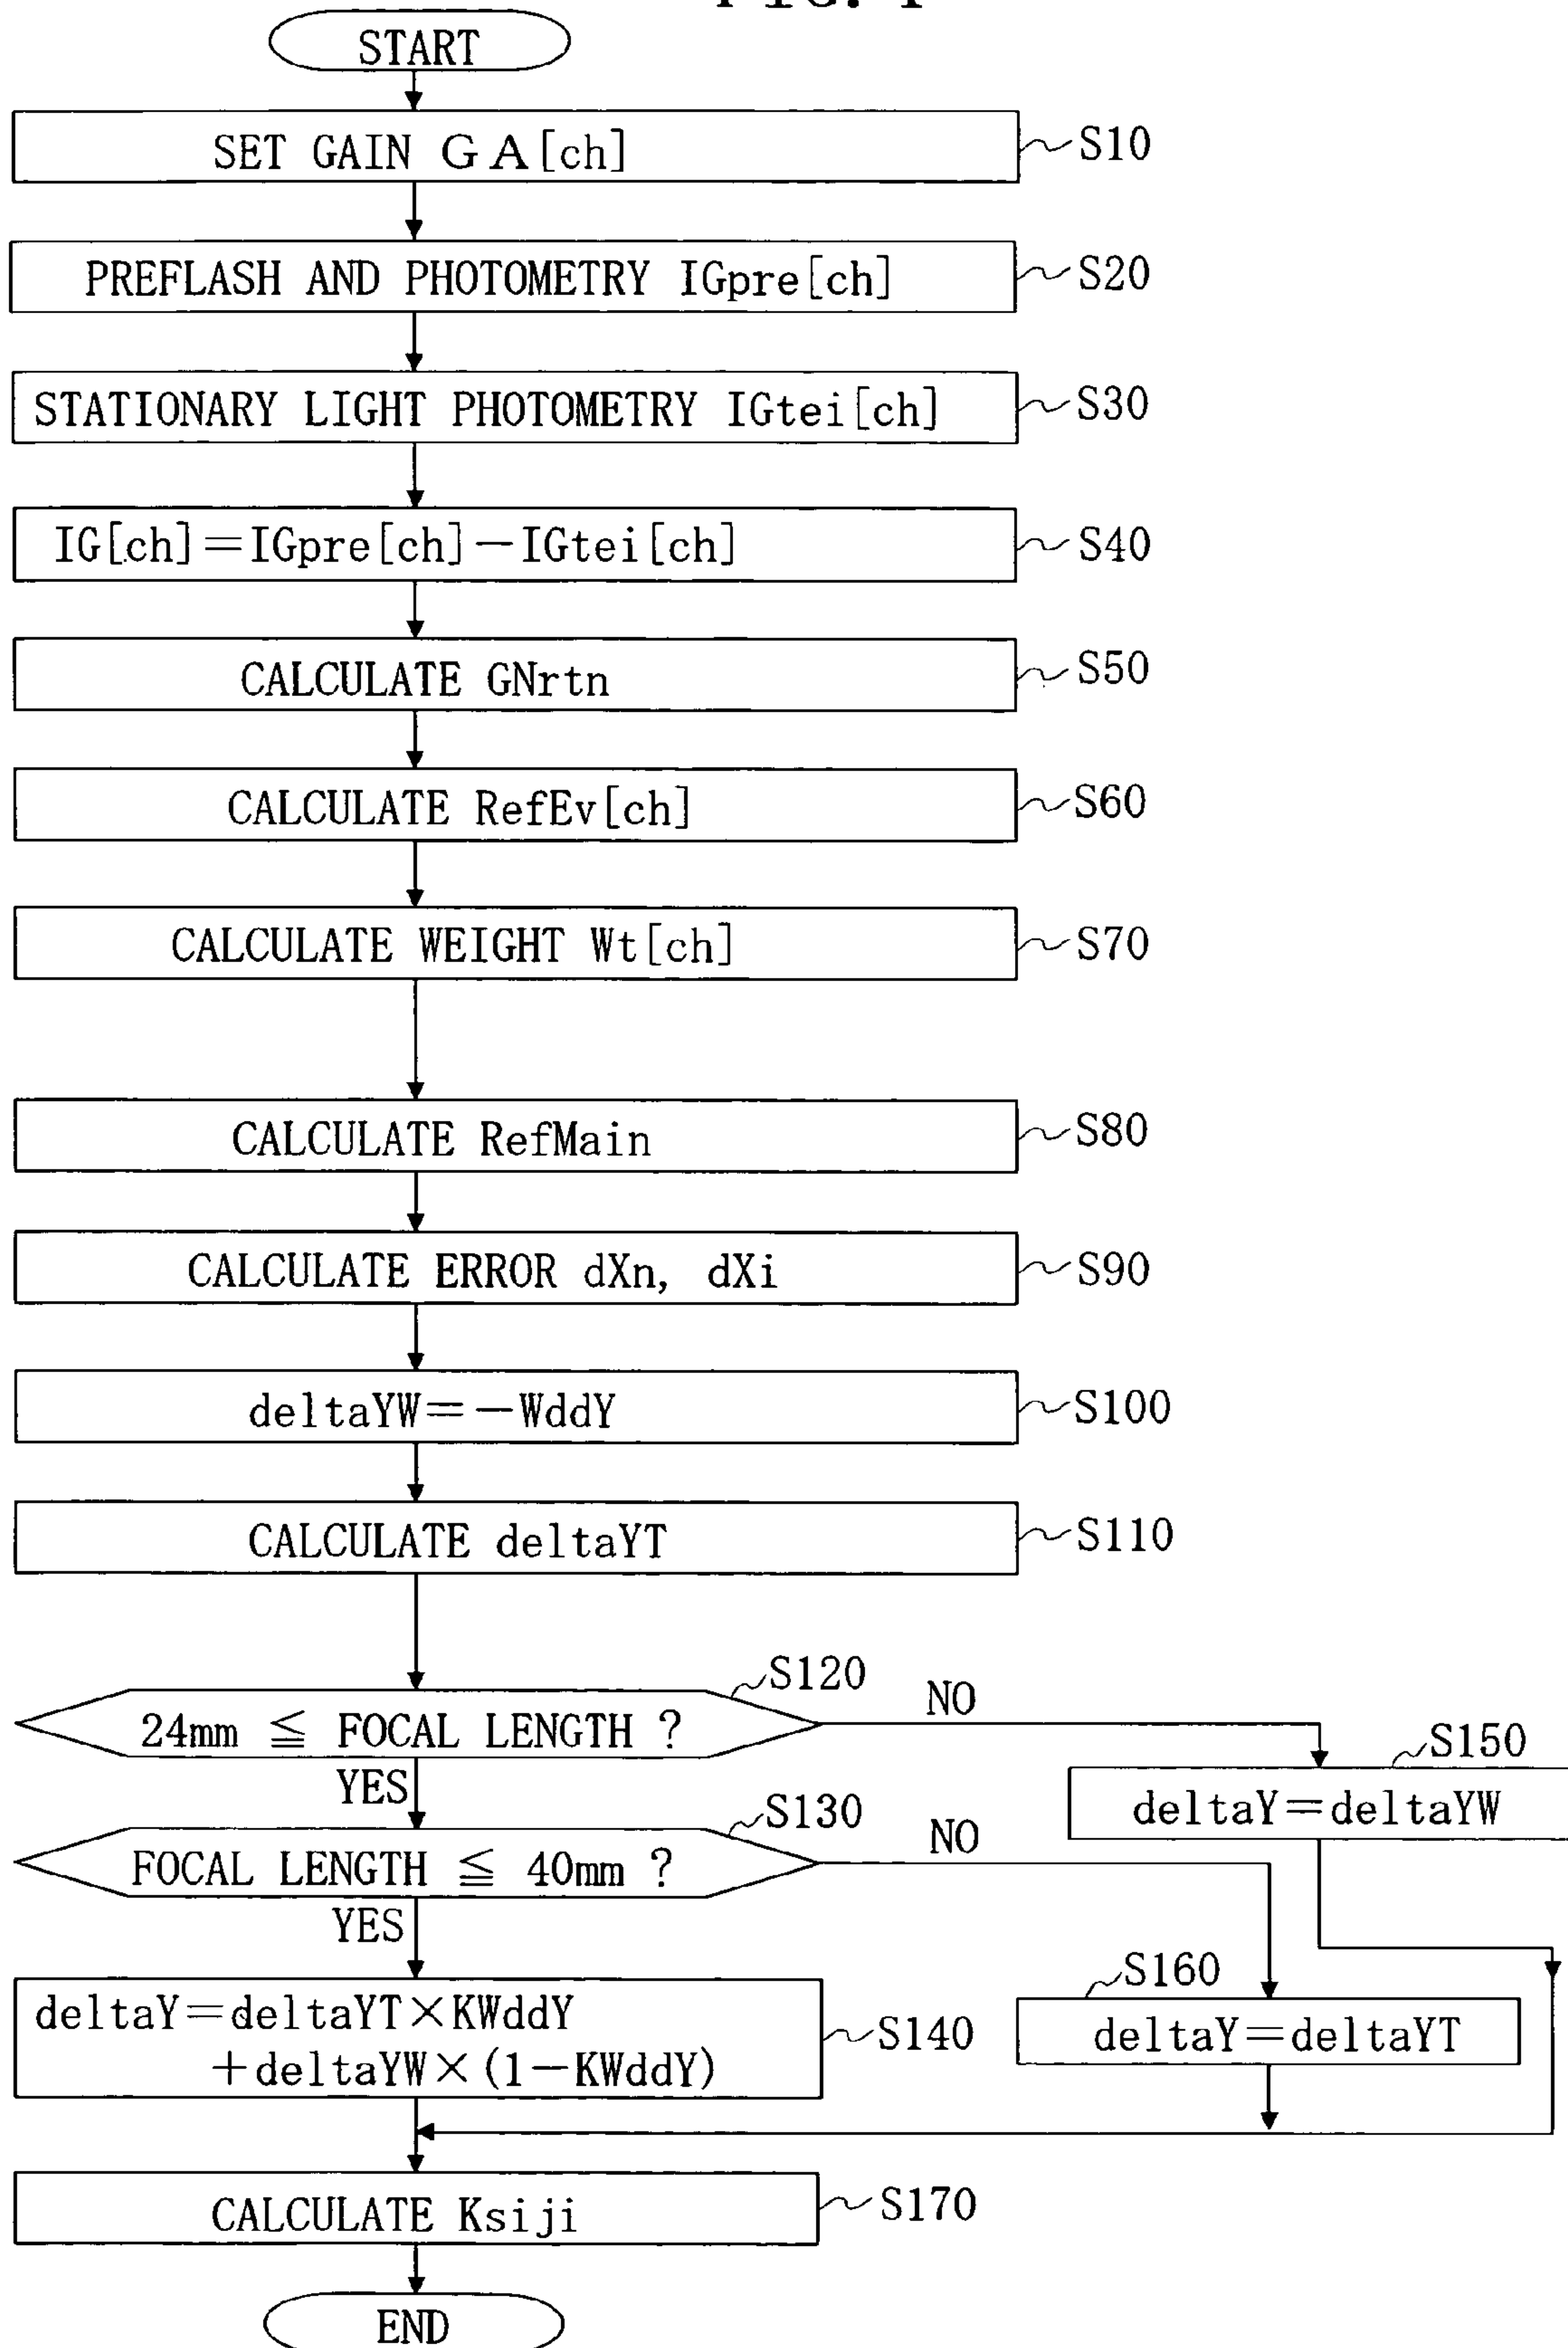 START
SET GAIN GA[ch]
S10
PREFLASH AND PHOTOMETRY IGpre[ch]
S20
STATIONARY LIGHT PHOTOMETRY IGtei[ch]
S30
IG[ch]=IGpre[ch]−IGtei[ch]
S40
CALCULATE GNrtn
S50
CALCULATE RefEv[ch]
S60
CALCULATE WEIGHT Wt[ch]
S70
CALCULATE RefMain
S80
CALCULATE ERROR dXn, dXi
S90
deltaYW=−WddY
S100
CALCULATE deltaYT
S110
S120
24mm ≦ FOCAL LENGTH ?
NO
YES
S150
deltaY=deltaYW
S130
FOCAL LENGTH ≦ 40mm ?
NO
YES
S160
deltaY=deltaYT
deltaY=deltaYT×KWddY
+deltaYW×(1−KWddY)
S140
CALCULATE Ksiji
S170
END